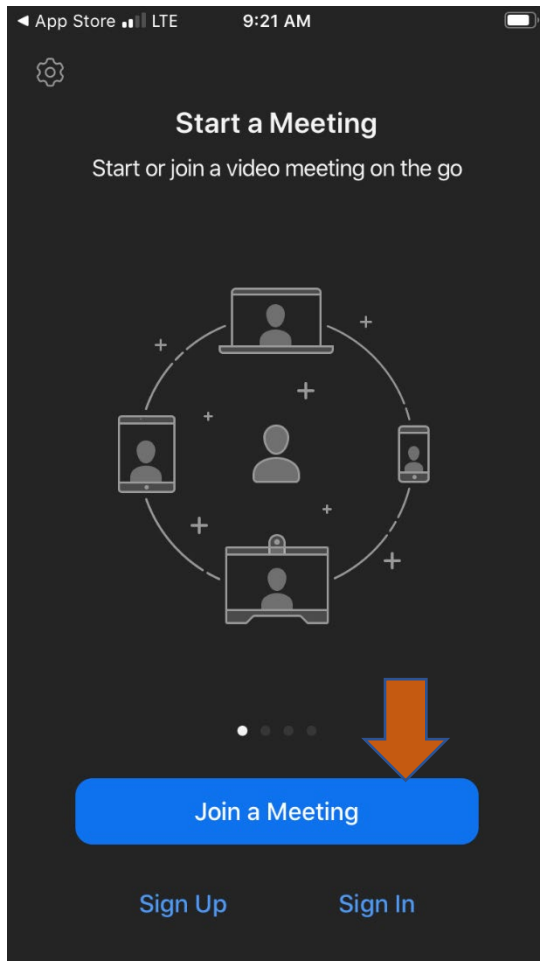 App Store LTE 9:21 AM
Start a Meeting
Start or join a video meeting on the go
Join a Meeting
Sign Up Sign In